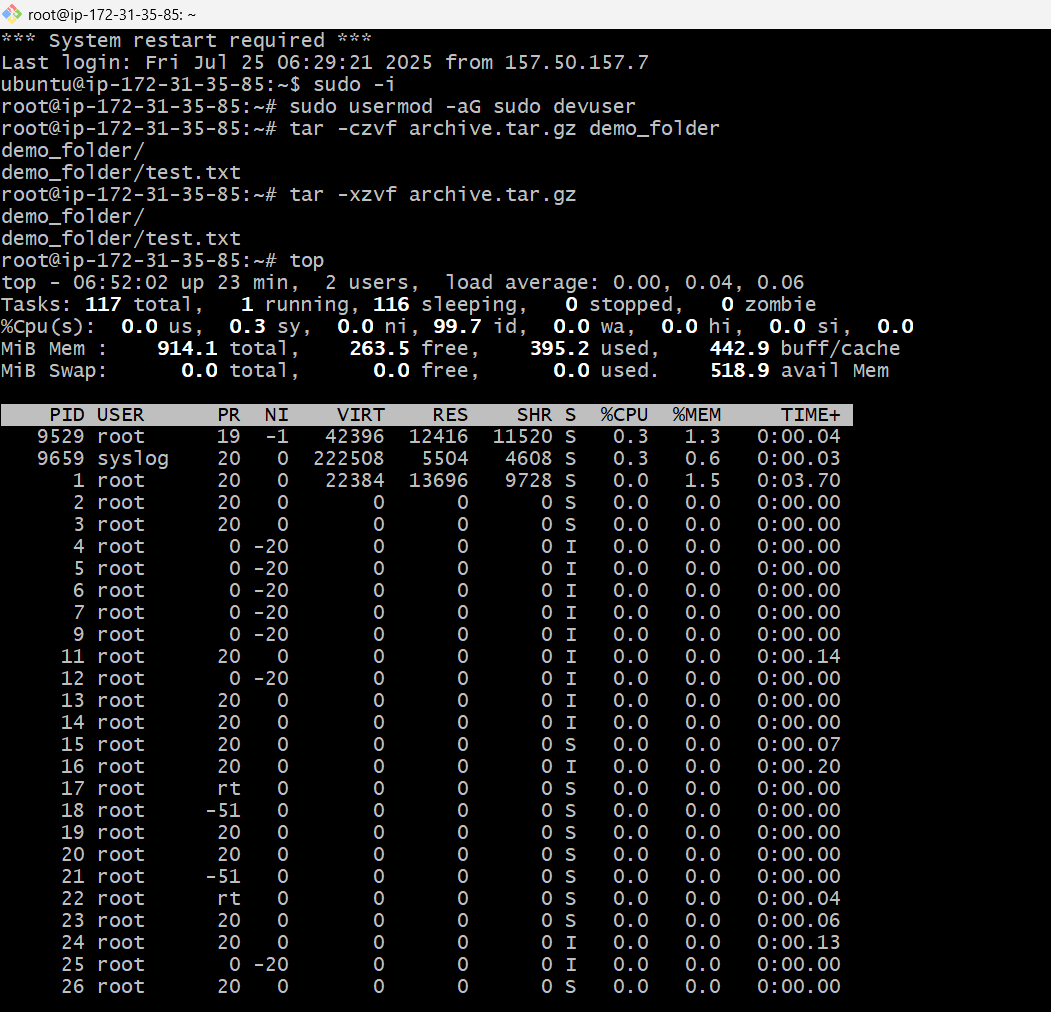 root@ip-172-31-35-85: ~
*** System restart required ***
Last login: Fri Jul 25 06:29:21 2025 from 157.50.157.7
ubuntu@ip-172-31-35-85:~$ sudo -i
root@ip-172-31-35-85:~# sudo usermod -aG sudo devuser
root@ip-172-31-35-85:~# tar -czvf archive.tar.gz demo_folder
demo_folder/
demo_folder/test.txt
root@ip-172-31-35-85:~# tar -xzvf archive.tar.gz
demo_folder/
demo_folder/test.txt
root@ip-172-31-35-85:~# top
top - 06:52:02 up 23 min,  2 users,  load average: 0.00, 0.04, 0.06
Tasks: 117 total,   1 running, 116 sleeping,   0 stopped,   0 zombie
%Cpu(s):  0.0 us,  0.3 sy,  0.0 ni, 99.7 id,  0.0 wa,  0.0 hi,  0.0 si,  0.0
MiB Mem :    914.1 total,    263.5 free,    395.2 used,    442.9 buff/cache
MiB Swap:      0.0 total,      0.0 free,      0.0 used.    518.9 avail Mem
PID USER      PR  NI    VIRT    RES    SHR S  %CPU  %MEM     TIME+
9529 root      19  -1   42396  12416  11520 S   0.3   1.3   0:00.04
9659 syslog    20   0  222508   5504   4608 S   0.3   0.6   0:00.03
1 root      20   0   22384  13696   9728 S   0.0   1.5   0:03.70
2 root      20   0       0      0      0 S   0.0   0.0   0:00.00
3 root      20   0       0      0      0 S   0.0   0.0   0:00.00
4 root       0 -20       0      0      0 I   0.0   0.0   0:00.00
5 root       0 -20       0      0      0 I   0.0   0.0   0:00.00
6 root       0 -20       0      0      0 I   0.0   0.0   0:00.00
7 root       0 -20       0      0      0 I   0.0   0.0   0:00.00
9 root       0 -20       0      0      0 I   0.0   0.0   0:00.00
11 root      20   0       0      0      0 I   0.0   0.0   0:00.14
12 root       0 -20       0      0      0 I   0.0   0.0   0:00.00
13 root      20   0       0      0      0 I   0.0   0.0   0:00.00
14 root      20   0       0      0      0 I   0.0   0.0   0:00.00
15 root      20   0       0      0      0 S   0.0   0.0   0:00.07
16 root      20   0       0      0      0 I   0.0   0.0   0:00.20
17 root      rt   0       0      0      0 S   0.0   0.0   0:00.00
18 root     -51   0       0      0      0 S   0.0   0.0   0:00.00
19 root      20   0       0      0      0 S   0.0   0.0   0:00.00
20 root      20   0       0      0      0 S   0.0   0.0   0:00.00
21 root     -51   0       0      0      0 S   0.0   0.0   0:00.00
22 root      rt   0       0      0      0 S   0.0   0.0   0:00.04
23 root      20   0       0      0      0 S   0.0   0.0   0:00.06
24 root      20   0       0      0      0 I   0.0   0.0   0:00.13
25 root       0 -20       0      0      0 I   0.0   0.0   0:00.00
26 root      20   0       0      0      0 S   0.0   0.0   0:00.00